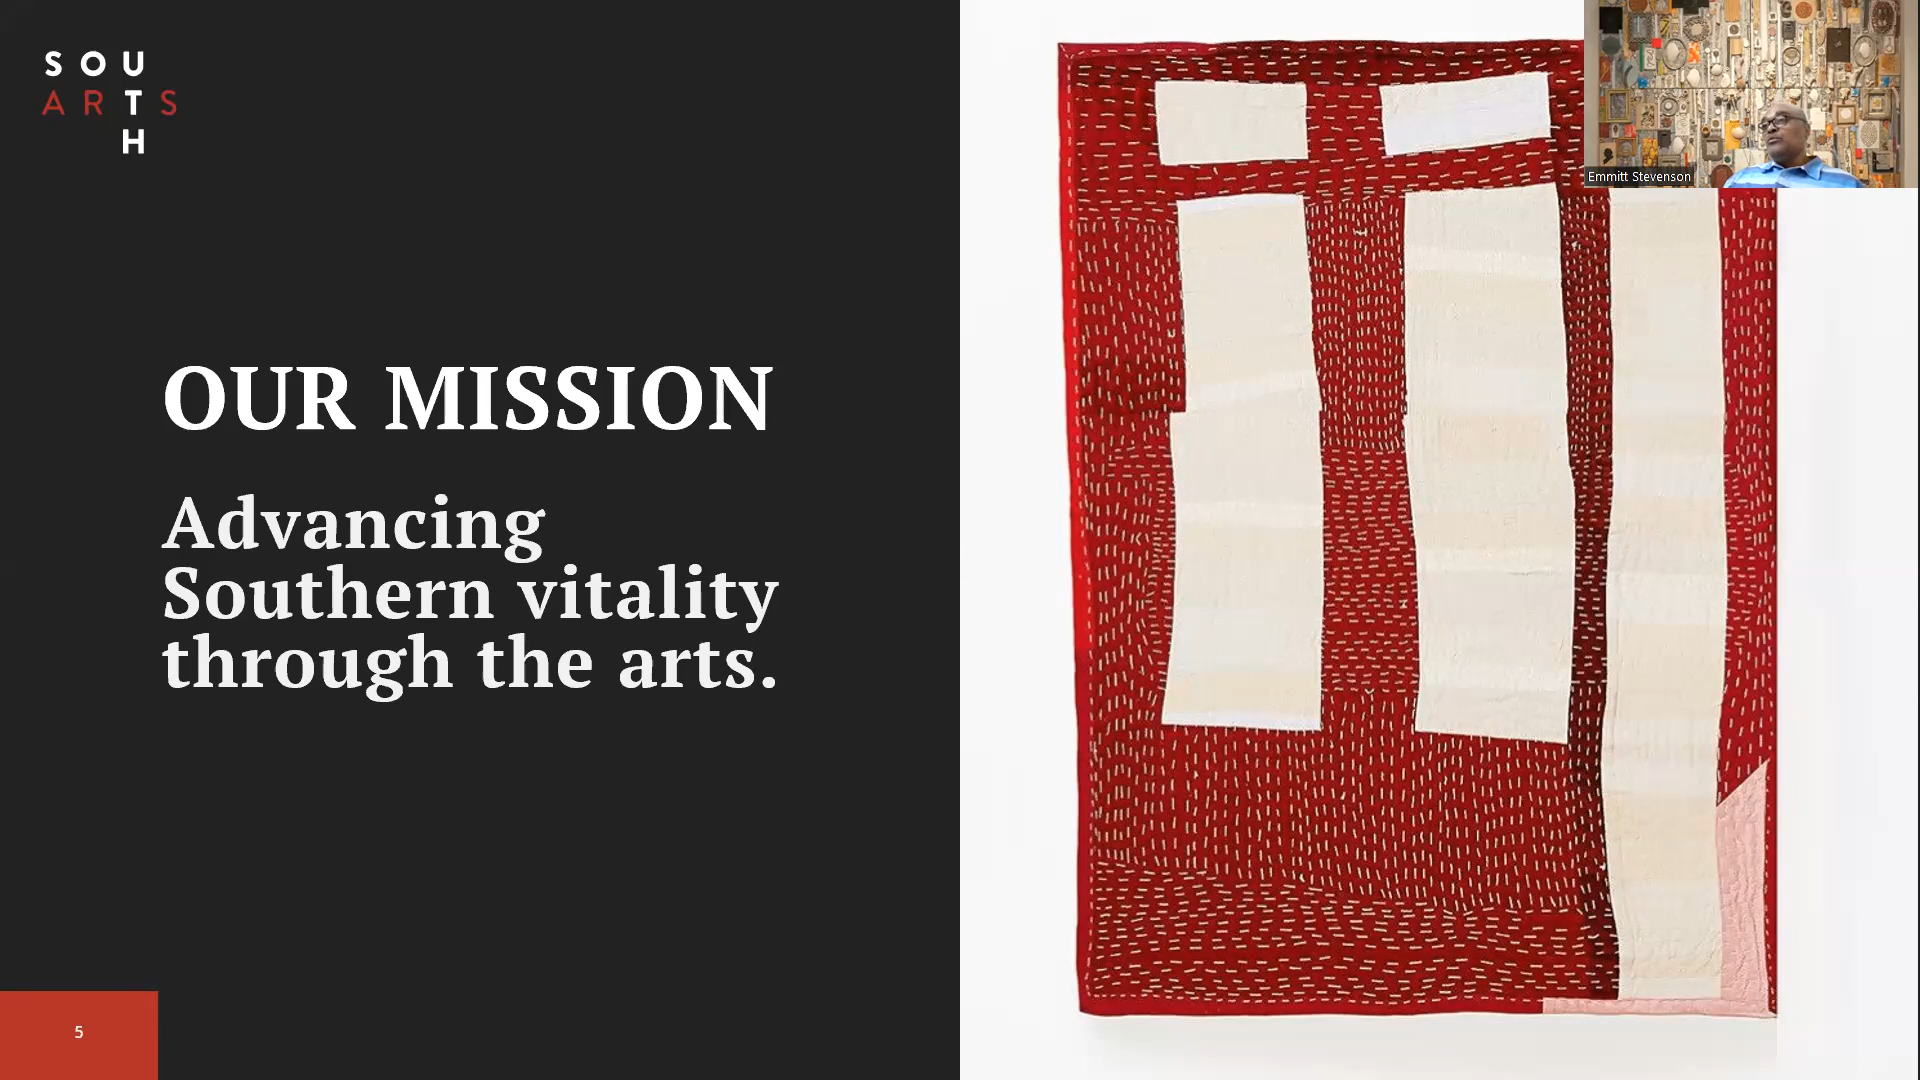 SOU
ARTS
H
OUR MISSION
Advancing
Southern vitality
through the arts.
5
Emmitt Stevenson